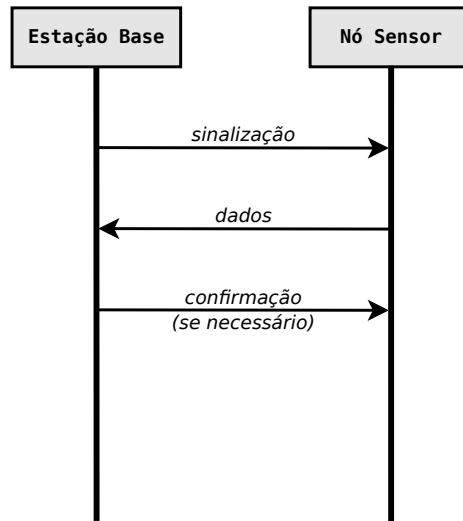 Estação Base
Nó Sensor
sinalização
dados
confirmação
(se necessário)